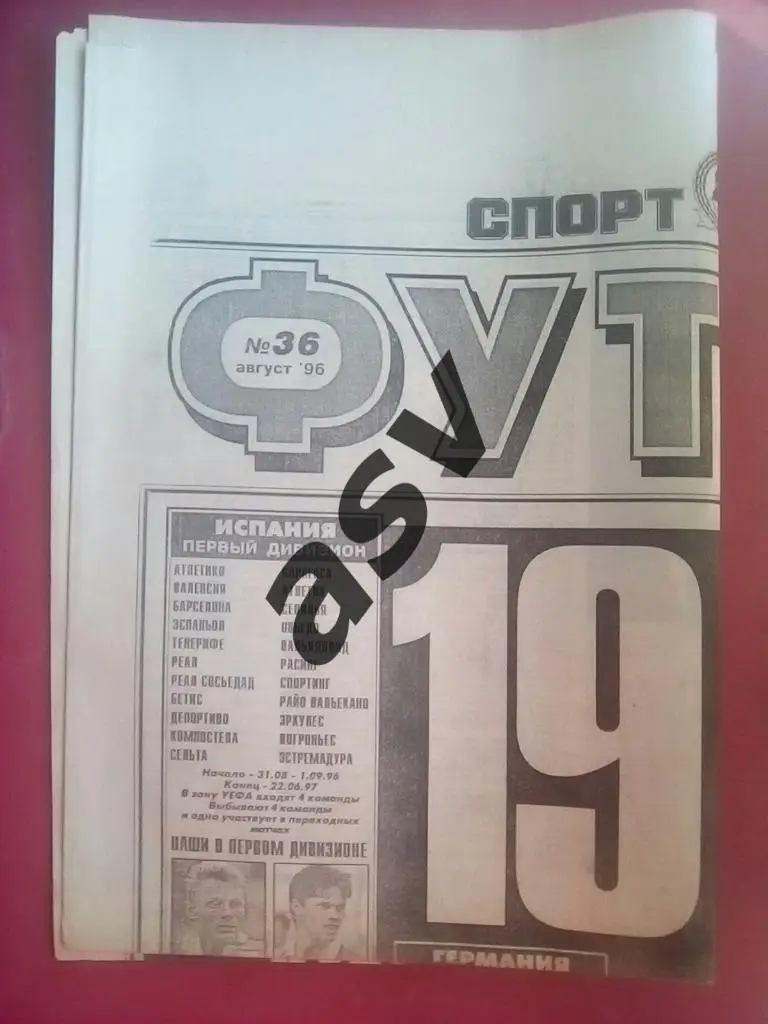 СПОРТ
ФУТ
№36
август '96
asv
ИСПАНИЯ
ПЕРВЫЙ ДИВИЗИОН
АТЛЕТИКО
ВАЛЕНСИЯ
БАРСЕЛОНА
ЭСПАНЬОЛ
ТЕНЕРИФЕ
РЕАЛ
РЕАЛ СОСЬЕДАД
БЕТИС
ДЕПОРТИВО
КОМПОСТЕЛА
СЕЛЬТА
РАСИНГ
СПОРТИНГ
РАЙО ВАЛЬЕКАНО
ЭРКУЛЕС
ЛОГРОНЬЕС
ЭСТРЕМАДУРА
Начало - 31.08 - 1.09.96
Конец - 22.06.97
В зону УЕФА входят 4 команды
Выбывают 4 команды
и одна участвует в переходных
матчах
НАШИ В ПЕРВОМ ДИВИЗИОНЕ
19
ГЕРМАНИЯ